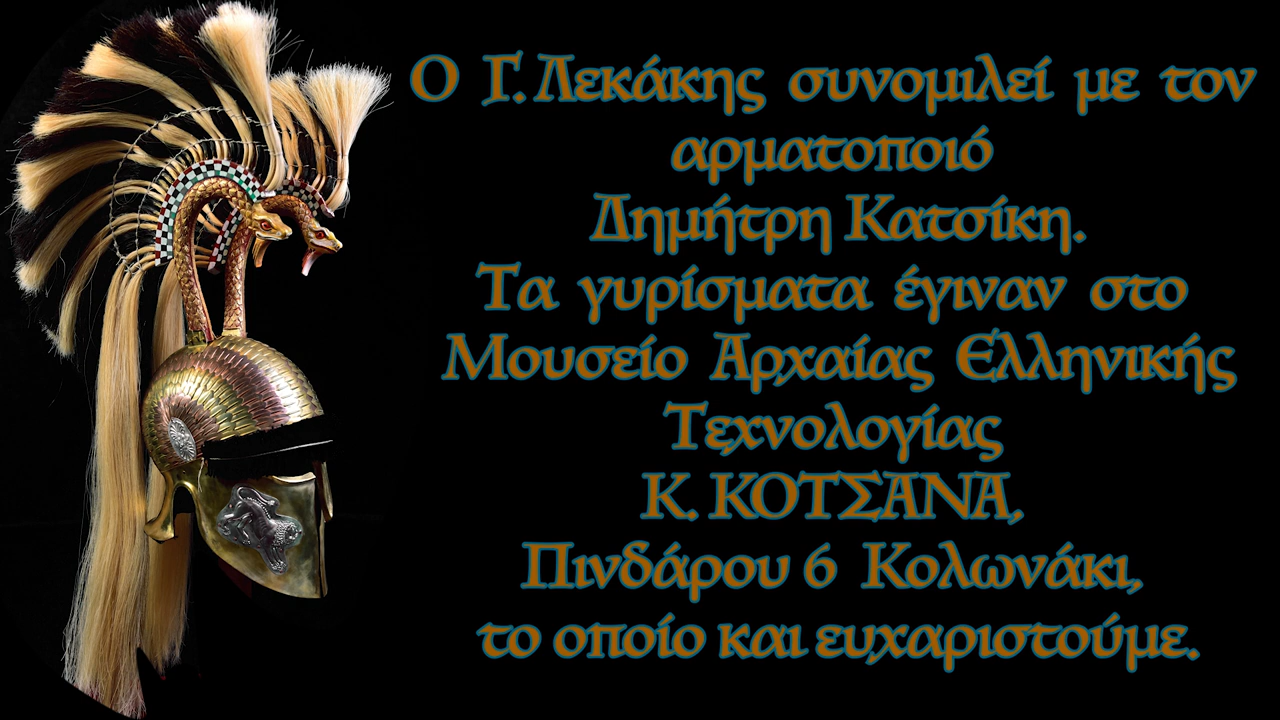 Ο Γ. Λεκάκης συνομιλεί με τον
αρματοποιό
Δημήτρη Κατσίκη.
Τα γυρίσματα έγιναν στο
Μουσείο Αρχαίας Ελληνικής
Τεχνολογίας
Κ. ΚΟΤΣΑΝΑ,
Πινδάρου 6 Κολωνάκι,
το οποίο και ευχαριστούμε.